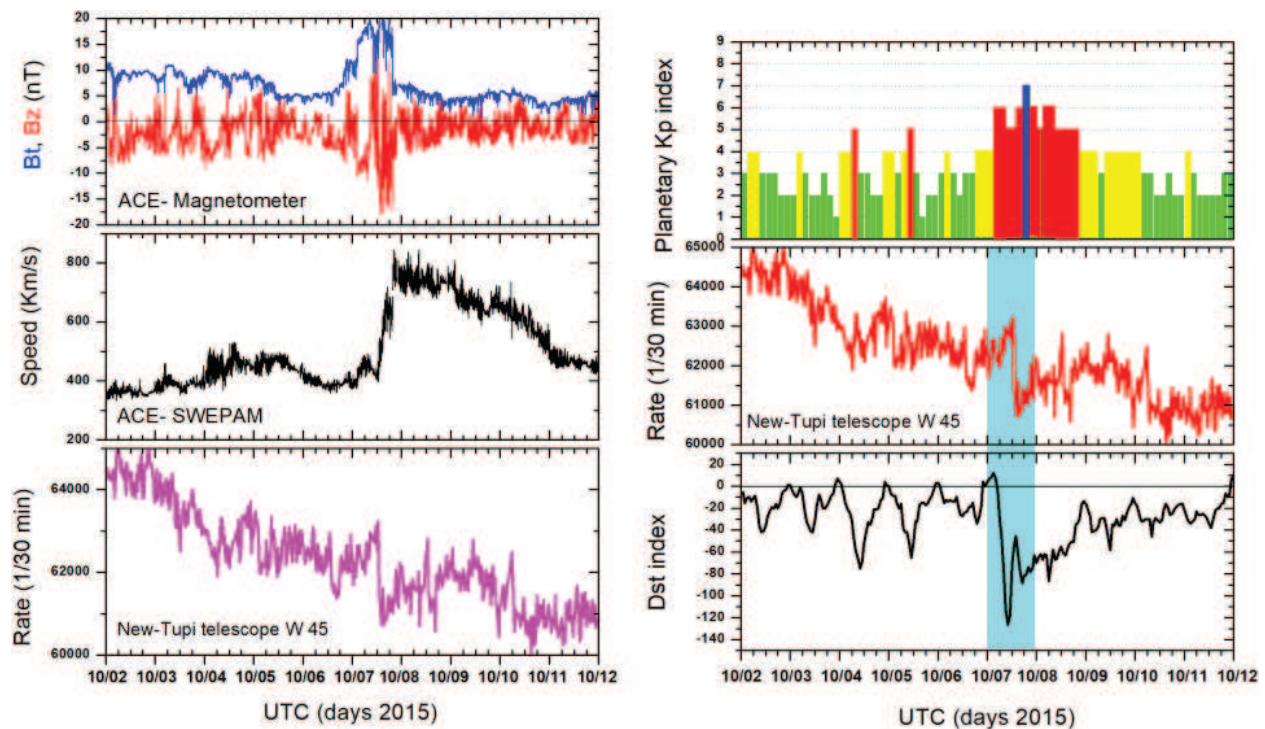 20
15
10
5
0
-5
-10
-15
-20
Bt, Bz (nT)
ACE- Magnetometer
800
600
400
200
Speed (Km/s)
ACE- SWEPAM
64000
62000
60000
Rate (1/30 min)
New-Tupi telescope W 45
10/02 10/03 10/04 10/05 10/06 10/07 10/08 10/09 10/10 10/11 10/12
UTC (days 2015)
9
8
7
6
5
4
3
2
1
0
Planetary Kp index
65000
64000
63000
62000
61000
60000
Rate (1/30 min)
New-Tupi telescope W 45
20
0
-20
-40
-60
-80
-100
-120
-140
Dst index
10/02 10/03 10/04 10/05 10/06 10/07 10/08 10/09 10/10 10/11 10/12
UTC (days 2015)